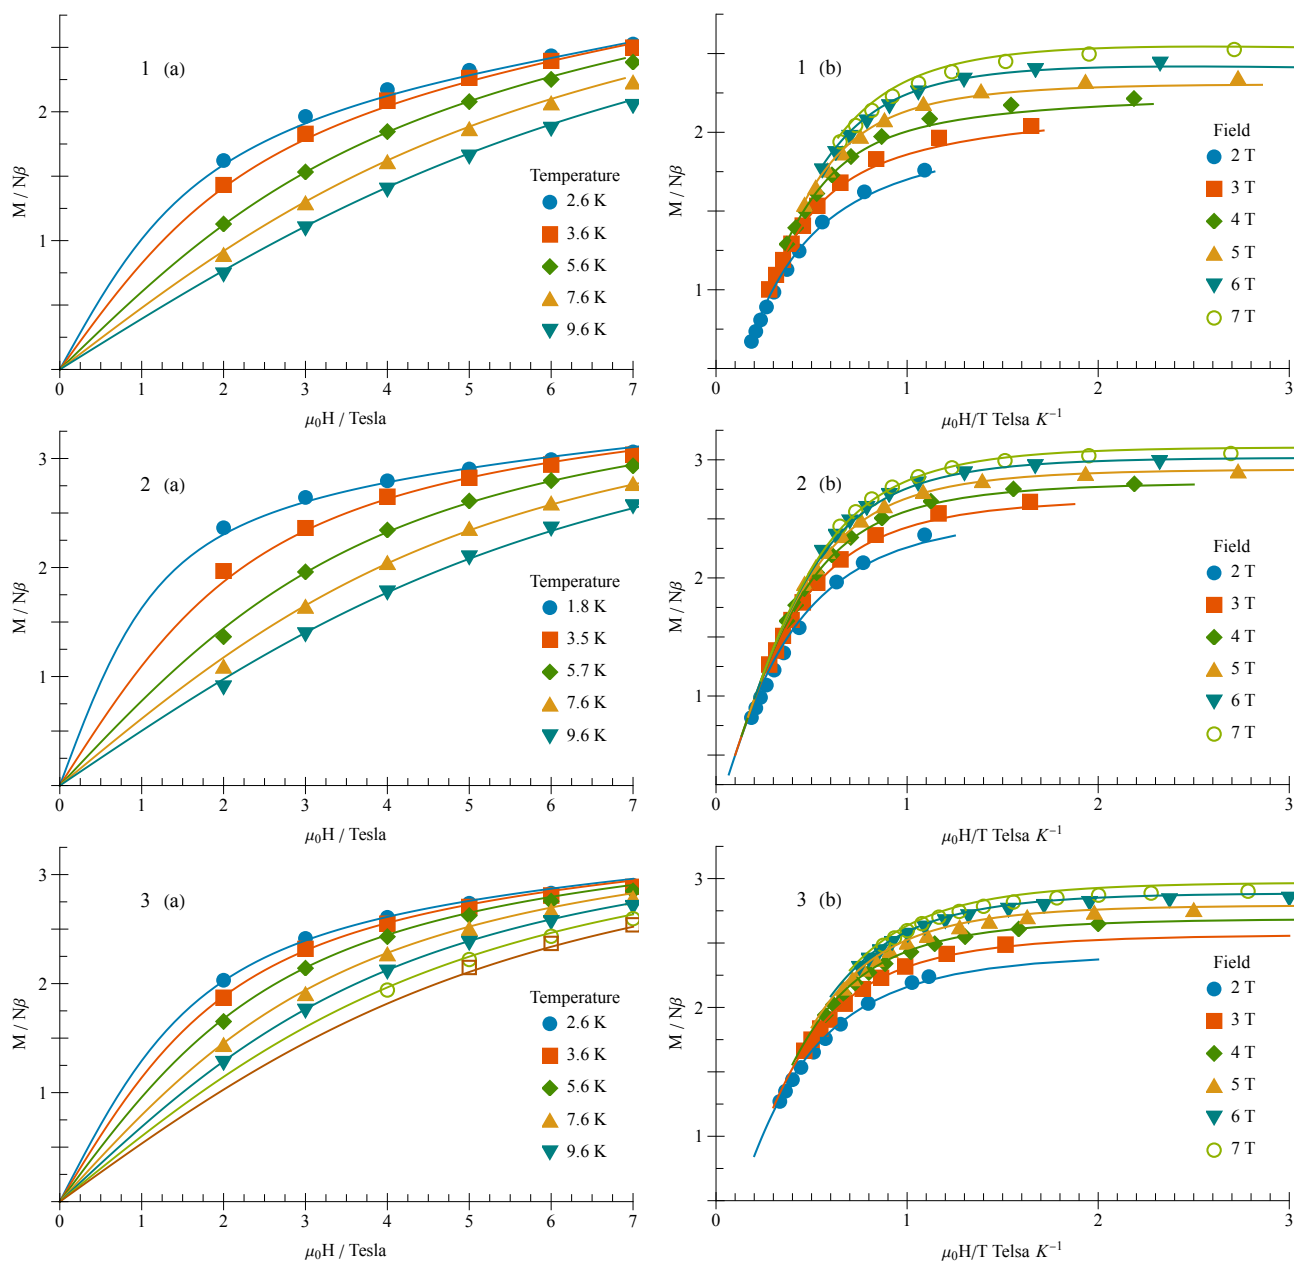 1 (a)
M / Nβ
2
1
Temperature
2.6 K
3.6 K
5.6 K
7.6 K
9.6 K
0 1 2 3 4 5 6 7
μ₀H / Tesla
1 (b)
M / Nβ
2
1
Field
2 T
3 T
4 T
5 T
6 T
7 T
0 1 2 3
μ₀H/T Telsa K⁻¹
2 (a)
M / Nβ
3
2
1
Temperature
1.8 K
3.5 K
5.7 K
7.6 K
9.6 K
0 1 2 3 4 5 6 7
μ₀H / Tesla
2 (b)
M / Nβ
3
2
1
Field
2 T
3 T
4 T
5 T
6 T
7 T
0 1 2 3
μ₀H/T Telsa K⁻¹
3 (a)
M / Nβ
3
2
1
Temperature
2.6 K
3.6 K
5.6 K
7.6 K
9.6 K
0 1 2 3 4 5 6 7
μ₀H / Tesla
3 (b)
M / Nβ
3
2
1
Field
2 T
3 T
4 T
5 T
6 T
7 T
0 1 2 3
μ₀H/T Telsa K⁻¹